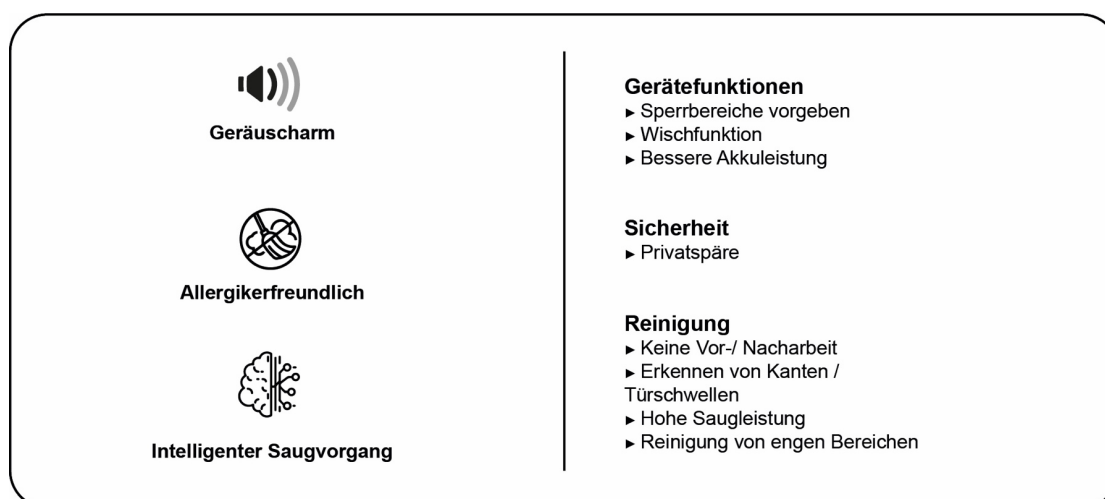 Geräuscharm
Allergikerfreundlich
Intelligenter Saugvorgang
Gerätefunktionen
▸ Sperrbereiche vorgeben
▸ Wischfunktion
▸ Bessere Akkuleistung
Sicherheit
▸ Privatspäre
Reinigung
▸ Keine Vor-/ Nacharbeit
▸ Erkennen von Kanten /
Türschwellen
▸ Hohe Saugleistung
▸ Reinigung von engen Bereichen